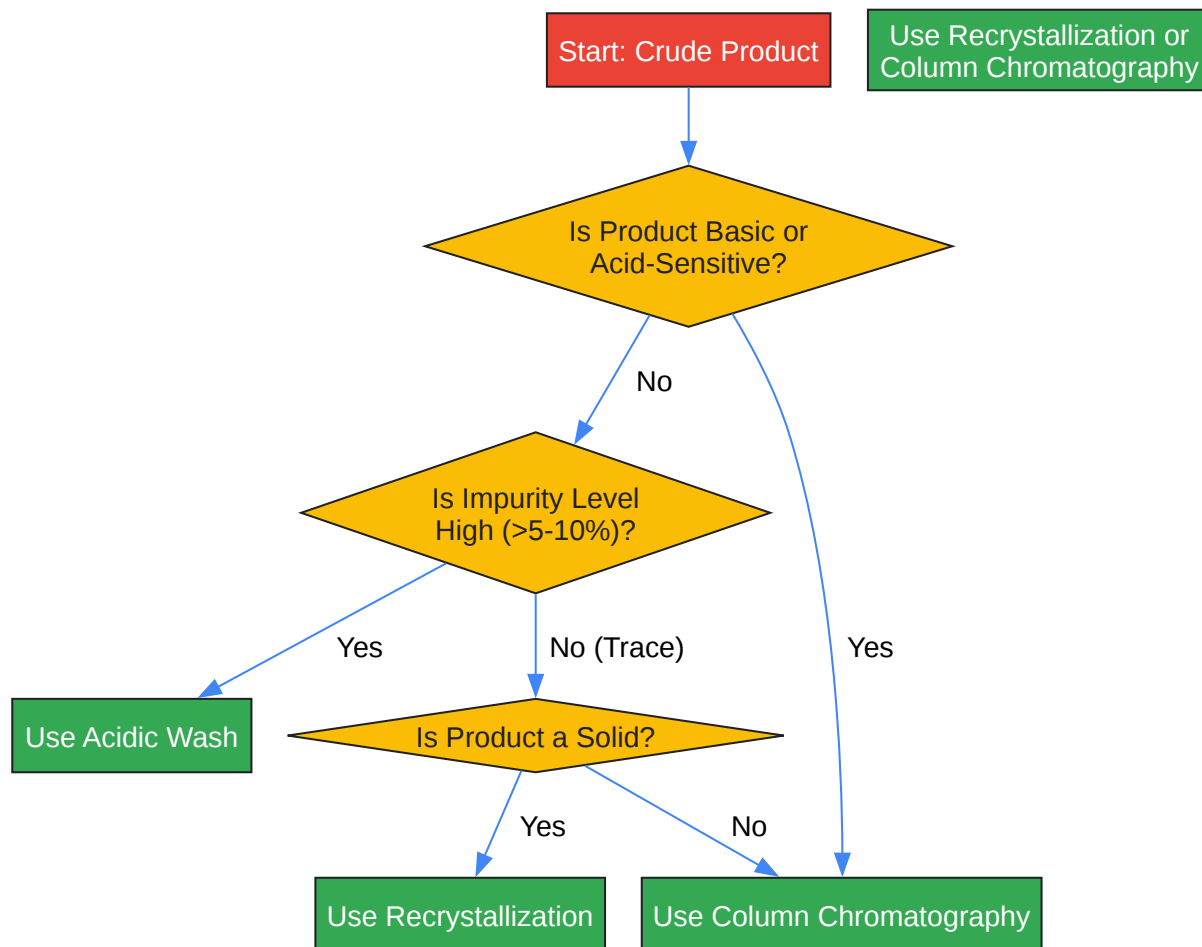 Start: Crude Product
Use Recrystallization or
Column Chromatography
Is Product Basic or
Acid-Sensitive?
No
Is Impurity Level
High (>5-10%)?
Yes
No (Trace)
Yes
Use Acidic Wash
Is Product a Solid?
Yes
No
Use Recrystallization
Use Column Chromatography